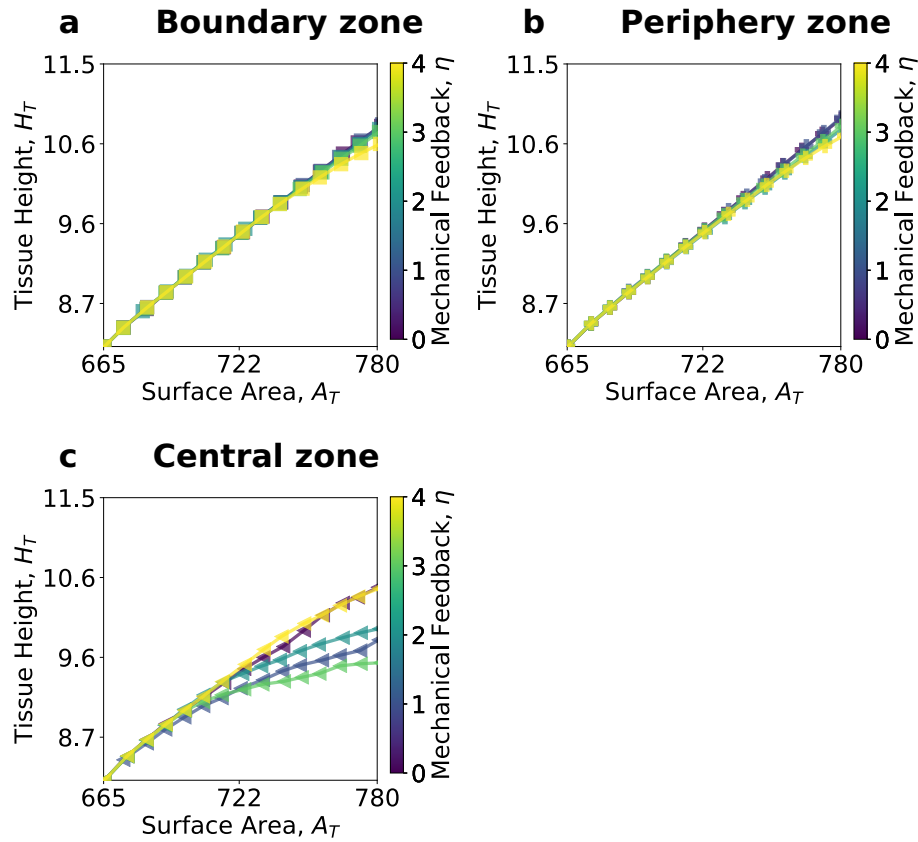 a Boundary zone
11.5
10.6
9.6
8.7
Tissue Height, H_T
665 722 780
Surface Area, A_T
4
3
2
1
0
Mechanical Feedback, η
b Periphery zone
11.5
10.6
9.6
8.7
Tissue Height, H_T
665 722 780
Surface Area, A_T
4
3
2
1
0
Mechanical Feedback, η
c Central zone
11.5
10.6
9.6
8.7
Tissue Height, H_T
665 722 780
Surface Area, A_T
4
3
2
1
0
Mechanical Feedback, η